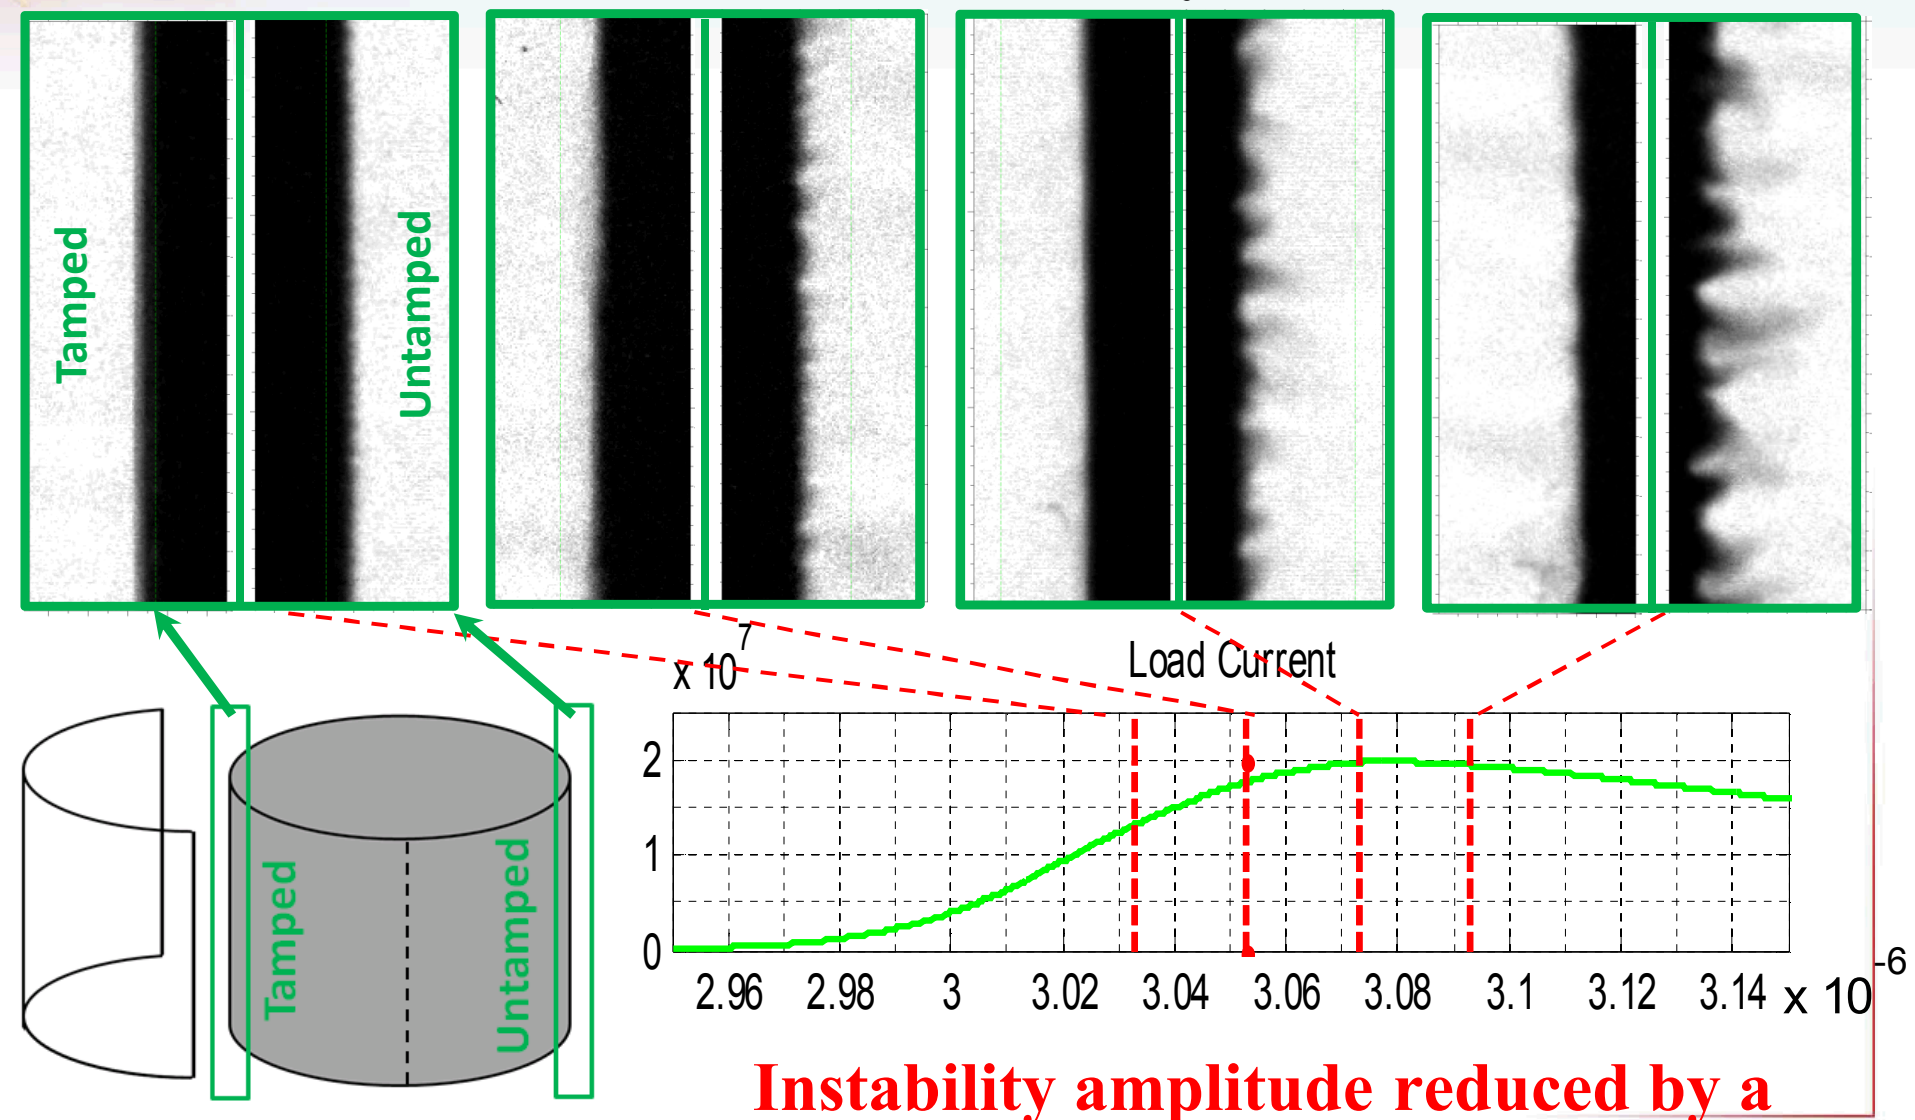 Tamped
Untamped
x 10
7
Load Current
2
1
0
2.96 2.98 3 3.02 3.04 3.06 3.08 3.1 3.12 3.14 x 10
-6
Tamped
Untamped
Instability amplitude reduced by a